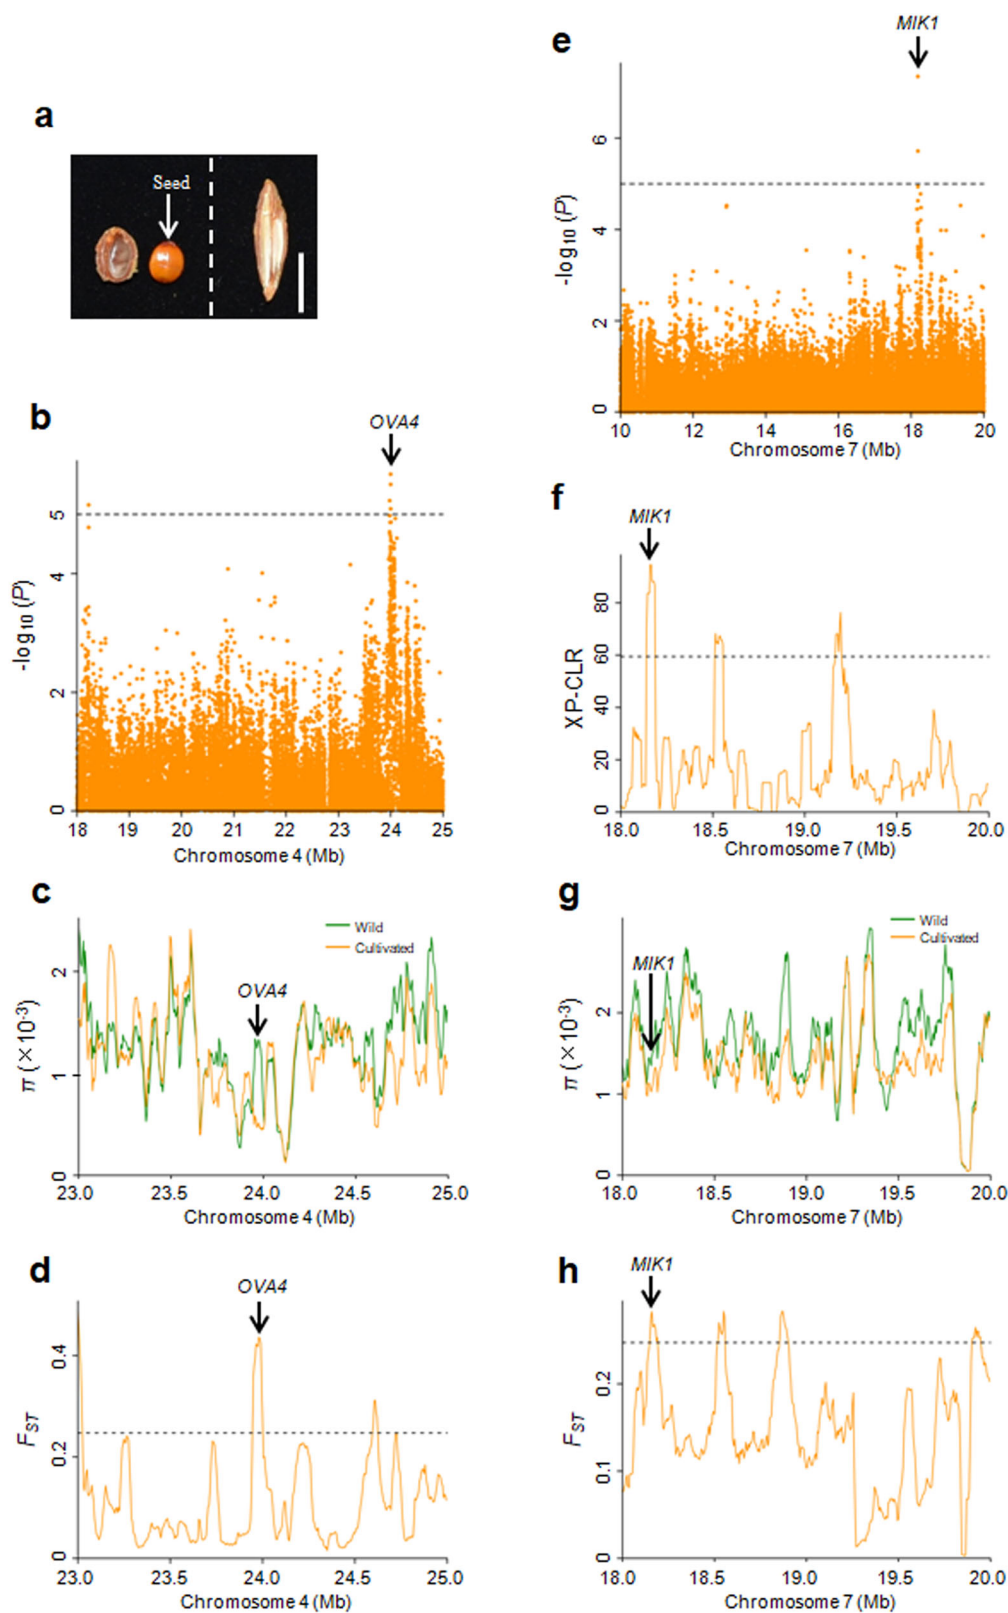 a
Seed
b
OVA4
-log10 (P)
5
4
2
0
18 19 20 21 22 23 24 25
Chromosome 4 (Mb)
c
Wild
Cultivated
OVA4
π (×10-3)
2
1
0
23.0 23.5 24.0 24.5 25.0
Chromosome 4 (Mb)
d
OVA4
FST
0.4
0.2
0
23.0 23.5 24.0 24.5 25.0
Chromosome 4 (Mb)
e
MIK1
-log10 (P)
6
4
2
0
10 12 14 16 18 20
Chromosome 7 (Mb)
f
MIK1
XP-CLR
80
60
40
20
0
18.0 18.5 19.0 19.5 20.0
Chromosome 7 (Mb)
g
Wild
Cultivated
MIK1
π (×10-3)
2
1
0
18.0 18.5 19.0 19.5 20.0
Chromosome 7 (Mb)
h
MIK1
FST
0.2
0.1
0
18.0 18.5 19.0 19.5 20.0
Chromosome 7 (Mb)